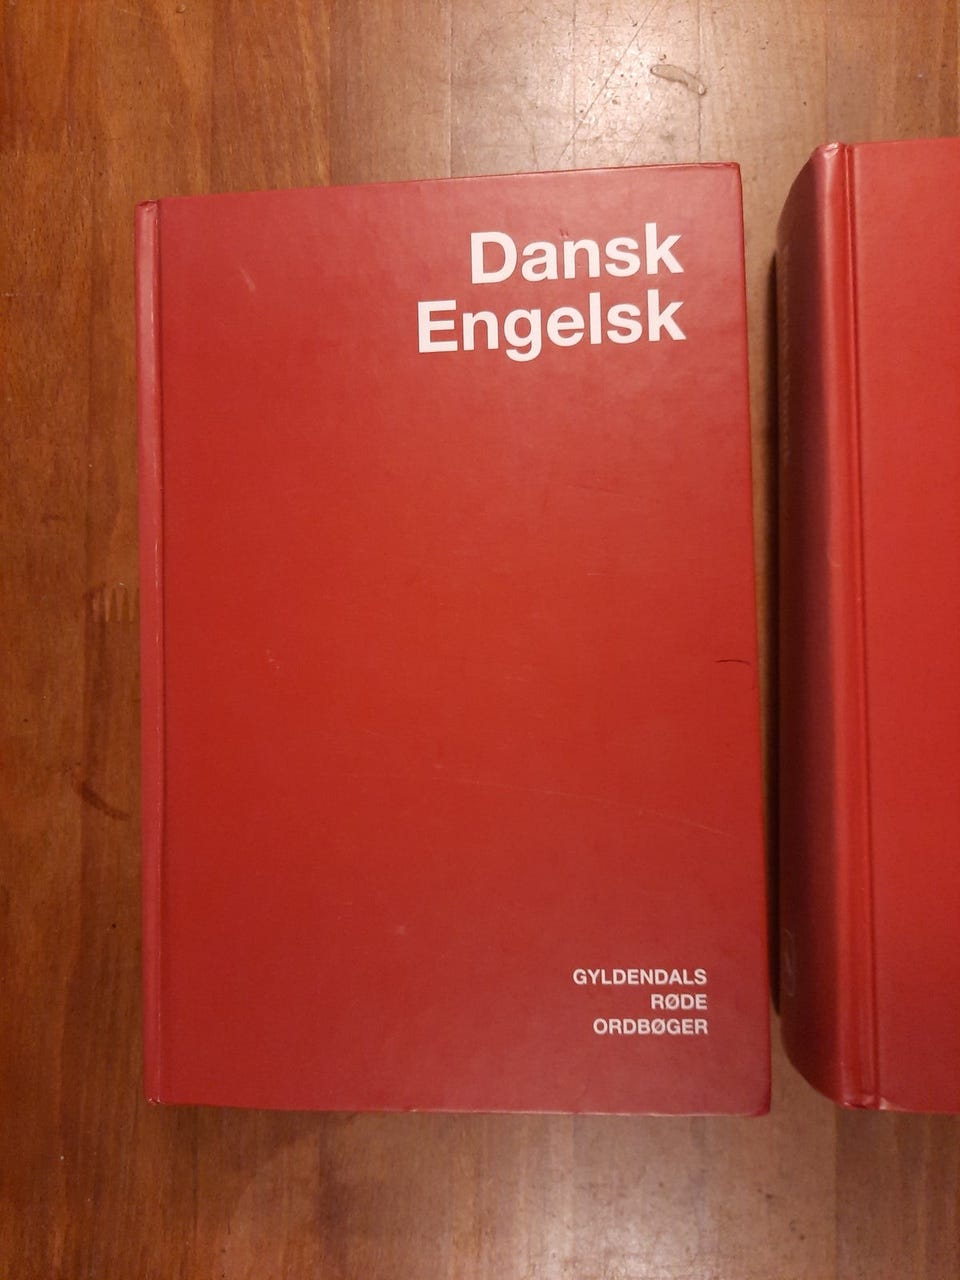 Dansk
Engelsk
GYLDENDALS
RØDE
ORDBØGER